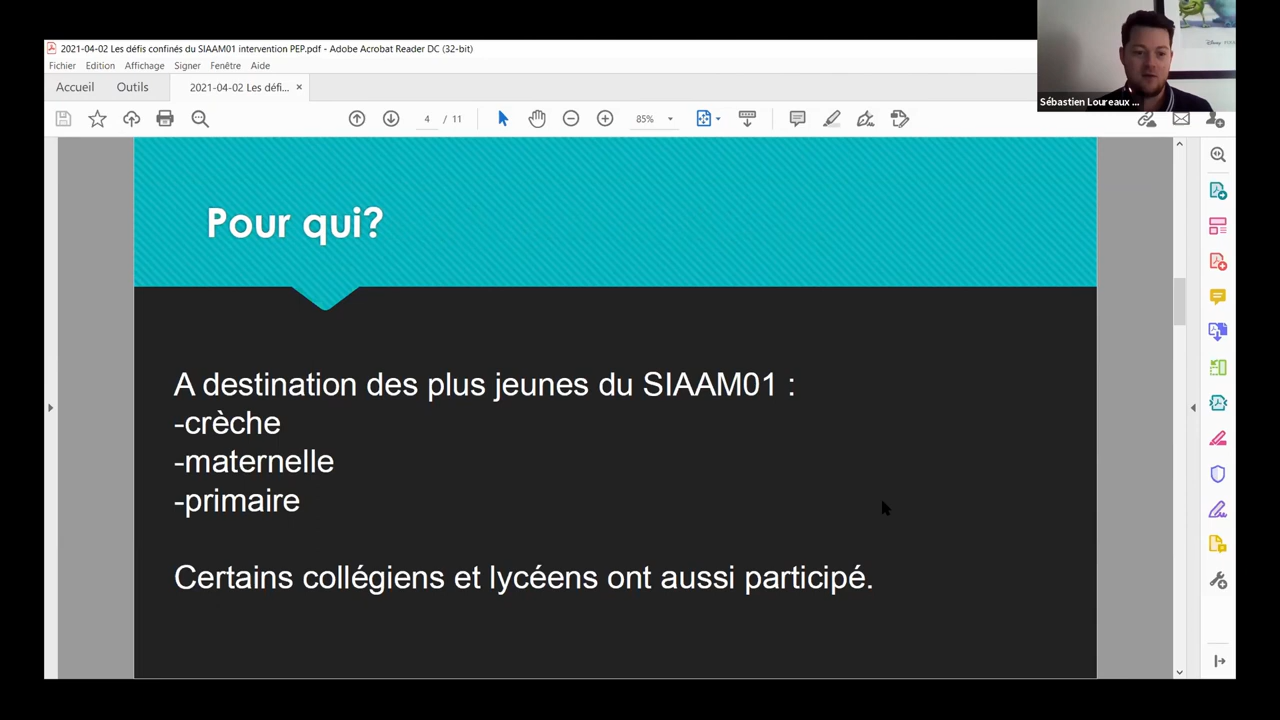 2021-04-02 Les défis confinés du SIAAM01 intervention PEP.pdf - Adobe Acrobat Reader DC (32-bit)
Fichier Edition Affichage Signer Fenêtre Aide
Accueil Outils 2021-04-02 Les défi... ×
4 / 11 85%
Sébastien Loureaux ...
Pour qui?
A destination des plus jeunes du SIAAM01 :
-crèche
-maternelle
-primaire
Certains collégiens et lycéens ont aussi participé.